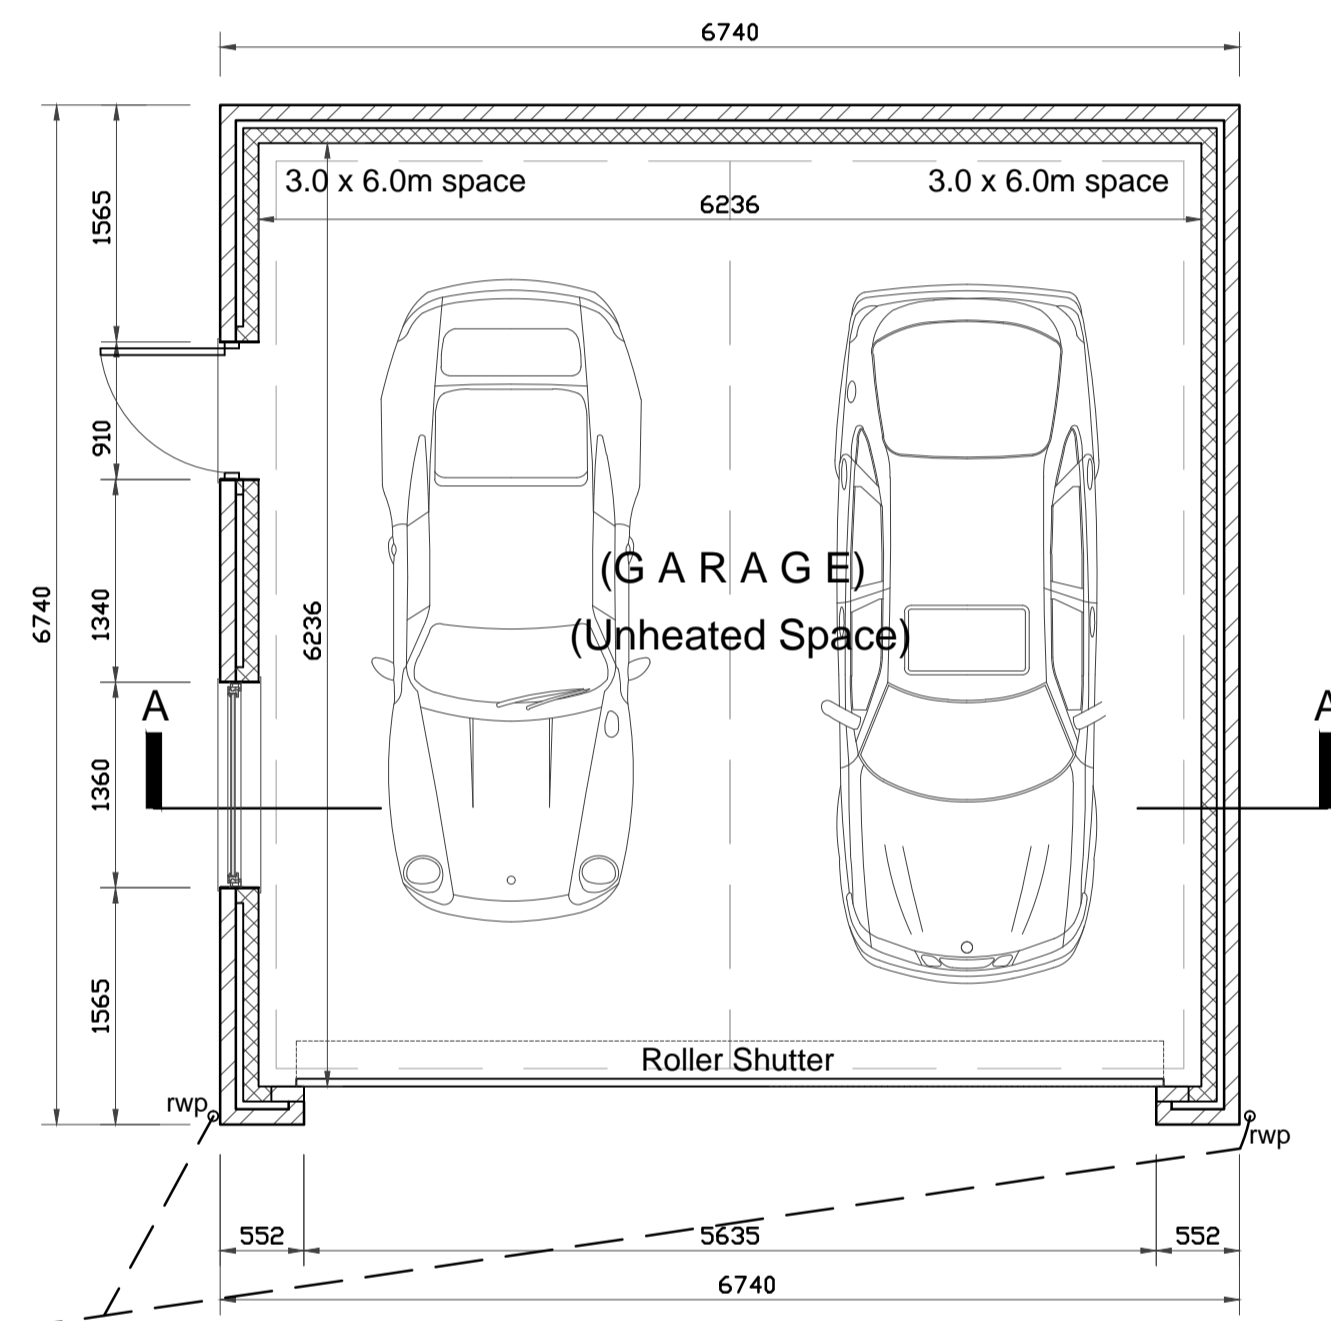 6740
3.0 x 6.0m space
3.0 x 6.0m space
6236
1565
910
1340
6740
6236
1360
1565
(G A R A G E)
(Unheated Space)
A
A
Roller Shutter
rwp
rwp
552
5635
552
6740